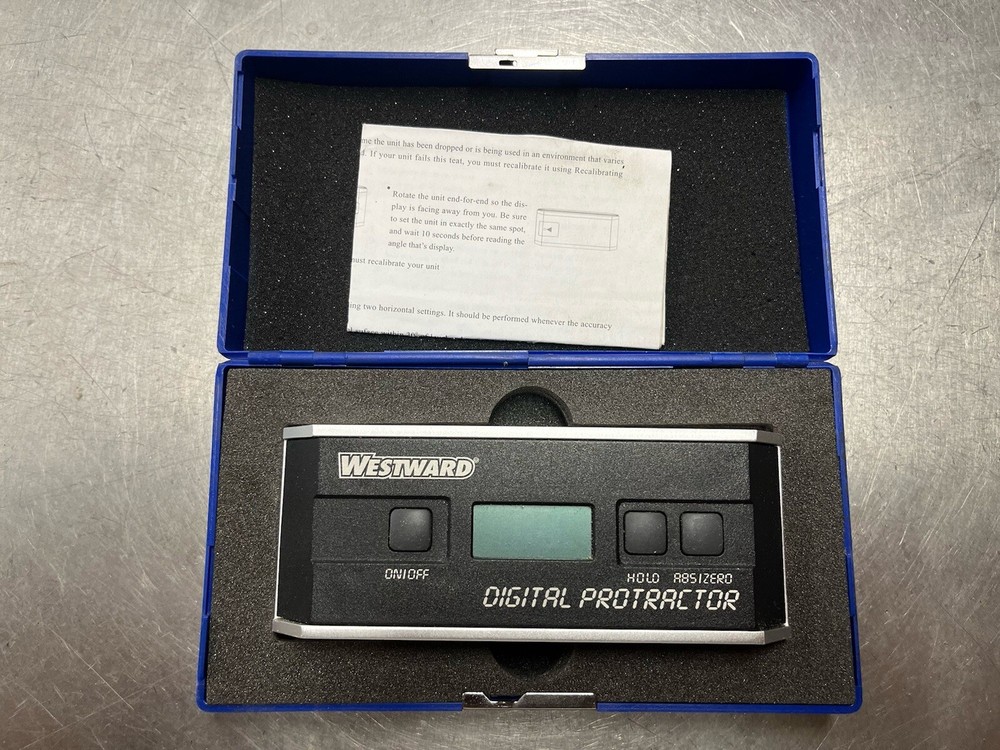 me the unit has been dropped or is being used in an environment that varies
d. If your unit fails this teat, you must recalibrate it using Recalibrating
Rotate the unit end-for-end so the dis-
play is facing away from you. Be sure
to set the unit in exactly the same spot,
and wait 10 seconds before reading the
angle that's display.
must recalibrate your unit
ing two horizontal settings. It should be performed whenever the accuracy
WESTWARD®
ON|OFF
HOLD ABS|ZERO
DIGITAL PROTRACTOR